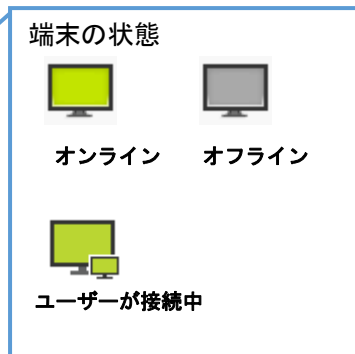 端末の状態
オンライン
オフライン
ユーザーが接続中